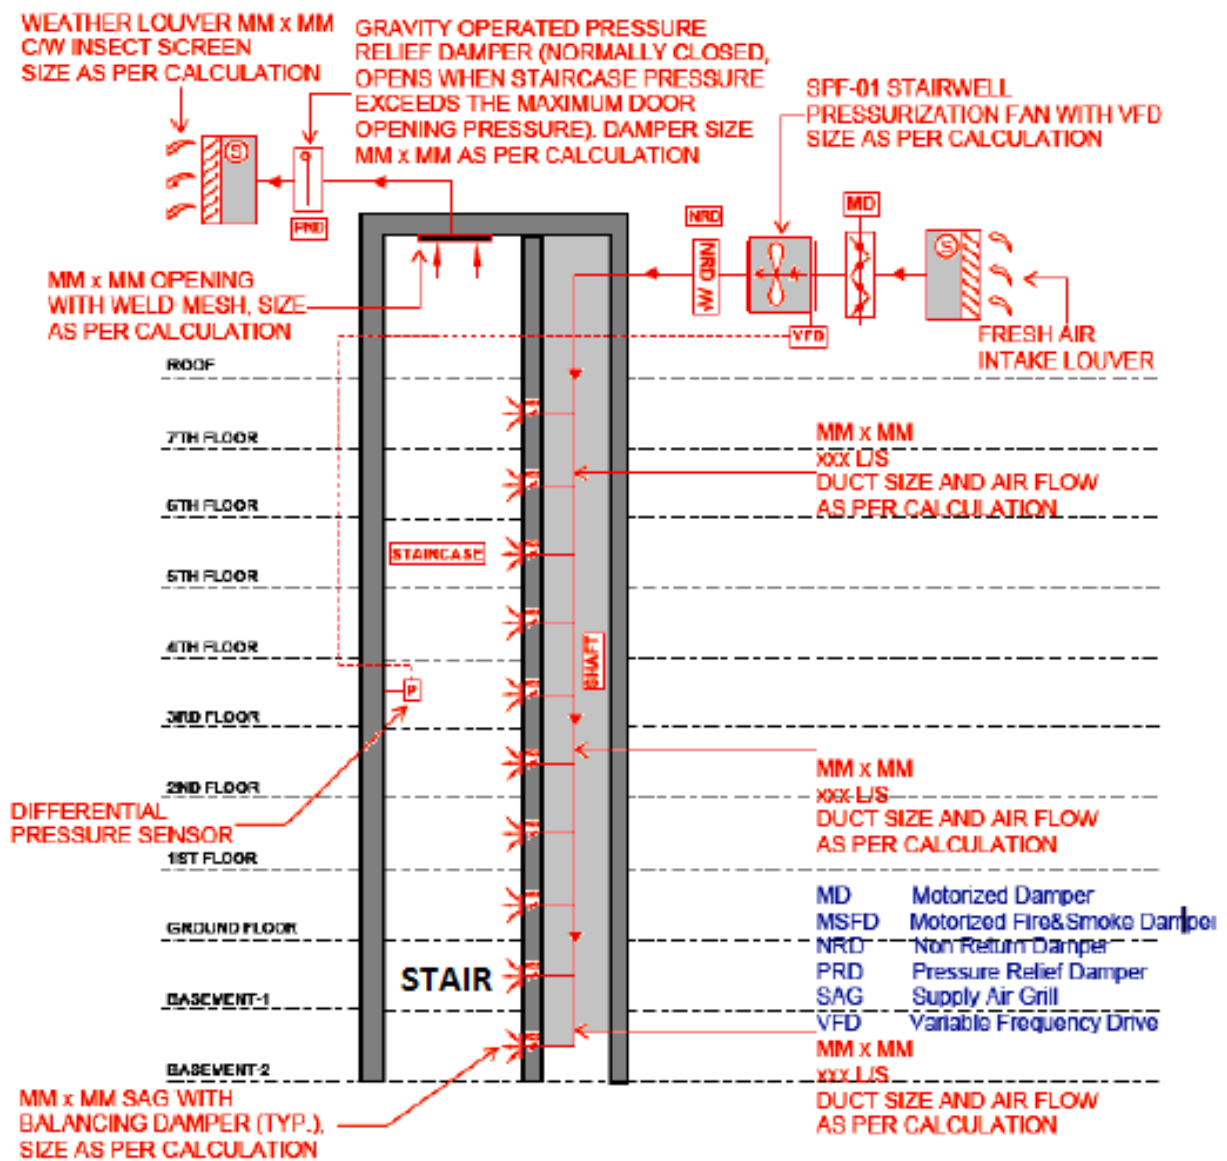 WEATHER LOUVER MM x MM
C/W INSECT SCREEN
SIZE AS PER CALCULATION
GRAVITY OPERATED PRESSURE
RELIEF DAMPER (NORMALLY CLOSED,
OPENS WHEN STAIRCASE PRESSURE
EXCEEDS THE MAXIMUM DOOR
OPENING PRESSURE). DAMPER SIZE
MM x MM AS PER CALCULATION
SPF-01 STAIRWELL
PRESSURIZATION FAN WITH VFD
SIZE AS PER CALCULATION
S
PRD
NRD
NRD
MD
S
VFD
FRESH AIR
INTAKE LOUVER
MM x MM OPENING
WITH WELD MESH, SIZE
AS PER CALCULATION
ROOF
7TH FLOOR
6TH FLOOR
5TH FLOOR
4TH FLOOR
3RD FLOOR
2ND FLOOR
1ST FLOOR
GROUND FLOOR
BASEMENT-1
BASEMENT-2
STAIRCASE
SHAFT
P
STAIR
DIFFERENTIAL
PRESSURE SENSOR
MM x MM
xxx L/S
DUCT SIZE AND AIR FLOW
AS PER CALCULATION
MM x MM
xxx L/S
DUCT SIZE AND AIR FLOW
AS PER CALCULATION
MD Motorized Damper
MSFD Motorized Fire&Smoke Damper
NRD Non Return Damper
PRD Pressure Relief Damper
SAG Supply Air Grill
VFD Variable Frequency Drive
MM x MM
xxx L/S
DUCT SIZE AND AIR FLOW
AS PER CALCULATION
MM x MM SAG WITH
BALANCING DAMPER (TYP.),
SIZE AS PER CALCULATION